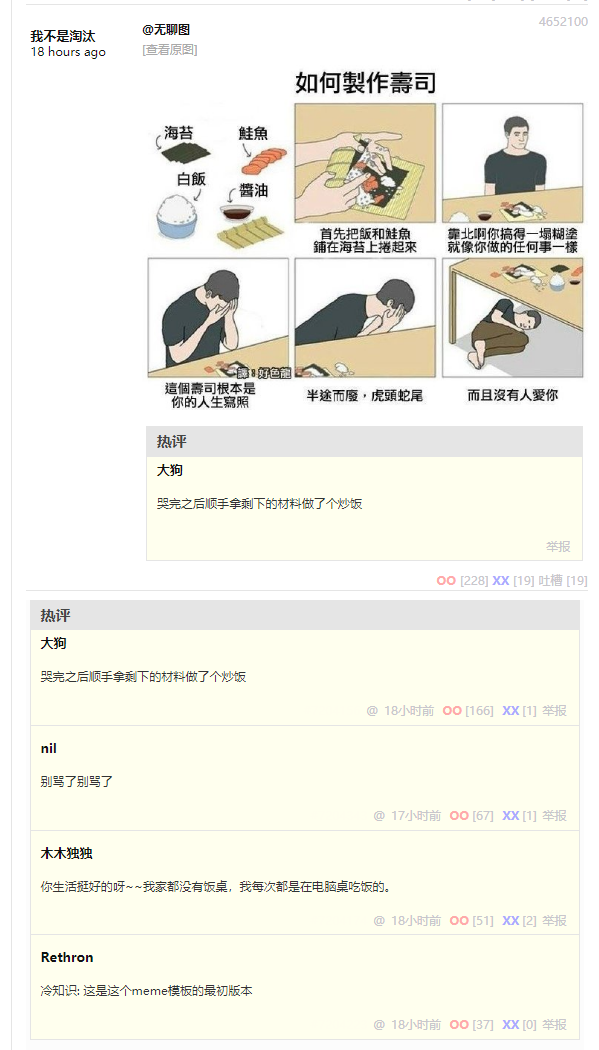 4652100
我不是淘汰
18 hours ago
@无聊图
[查看原图]
如何製作壽司
海苔
鮭魚
白飯
醬油
首先把飯和鮭魚
鋪在海苔上捲起來
靠北啊你搞得一塌糊塗
就像你做的任何事一樣
譯：好色龍
這個壽司根本是
你的人生寫照
半途而廢，虎頭蛇尾
而且沒有人愛你
热评
大狗
哭完之后顺手拿剩下的材料做了个炒饭
举报
OO [228] XX [19] 吐槽 [19]
热评
大狗
哭完之后顺手拿剩下的材料做了个炒饭
@ 18小时前 OO [166] XX [1] 举报
nil
别骂了别骂了
@ 17小时前 OO [67] XX [1] 举报
木木独独
你生活挺好的呀~~我家都没有饭桌，我每次都是在电脑桌吃饭的。
@ 18小时前 OO [51] XX [2] 举报
Rethron
冷知识: 这是这个meme模板的最初版本
@ 18小时前 OO [37] XX [0] 举报